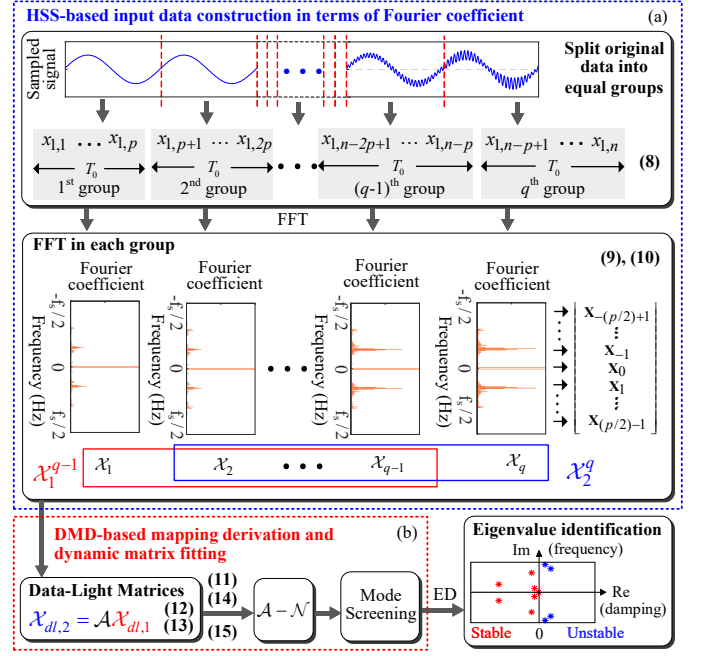 HSS-based input data construction in terms of Fourier coefficient
(a)
Sampled signal
Split original data into equal groups
x1,1 ··· x1,p
T0
1st group
x1,p+1 ··· x1,2p
T0
2nd group
•••
x1,n-2p+1 ··· x1,n-p
T0
(q-1)th group
x1,n-p+1 ··· x1,n
T0
qth group
(8)
FFT
FFT in each group
(9), (10)
Fourier coefficient
Fourier coefficient
Fourier coefficient
Fourier coefficient
-fs/2
0
fs/2
Frequency (Hz)
-fs/2
0
fs/2
Frequency (Hz)
•••
-fs/2
0
fs/2
Frequency (Hz)
-fs/2
0
fs/2
Frequency (Hz)
X-(p/2)+1
⋮
X-1
X0
X1
⋮
X(p/2)-1
𝒳1^q-1
𝒳1
𝒳2
•••
𝒳q-1
𝒳q
𝒳2^q
DMD-based mapping derivation and dynamic matrix fitting
(b)
Data-Light Matrices
𝒳dl,2 = 𝒜𝒳dl,1
(12)
(13)
(11)
(14)
(15)
𝒜 – 𝒩
Mode Screening
ED
Eigenvalue identification
Im (frequency)
Re (damping)
Stable
0
Unstable